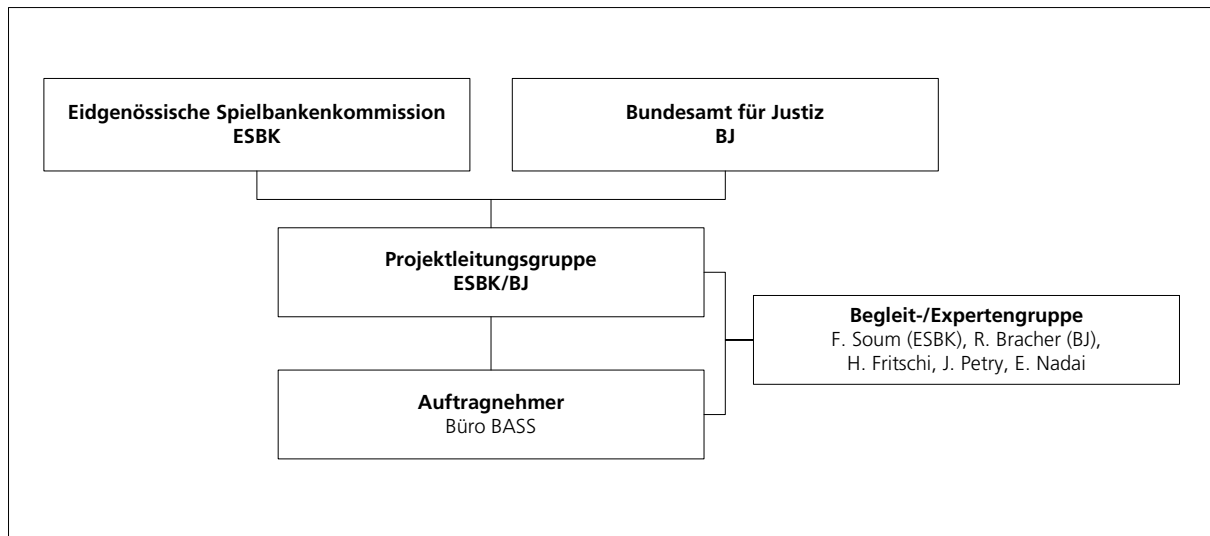 Eidgenössische Spielbankenkommission
ESBK
Bundesamt für Justiz
BJ
Projektleitungsgruppe
ESBK/BJ
Begleit-/Expertengruppe
F. Soum (ESBK), R. Bracher (BJ),
H. Fritschi, J. Petry, E. Nadai
Auftragnehmer
Büro BASS